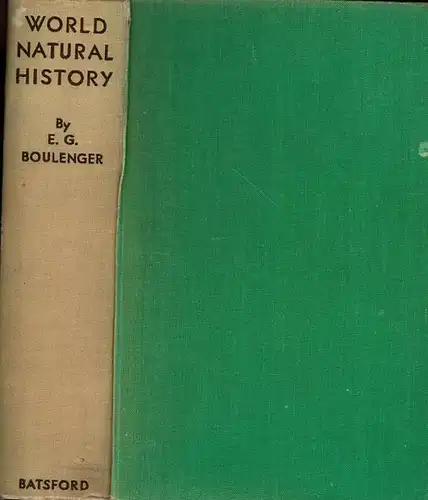 WORLD
NATURAL
HISTORY
By
E. G.
BOULENGER
BATSFORD